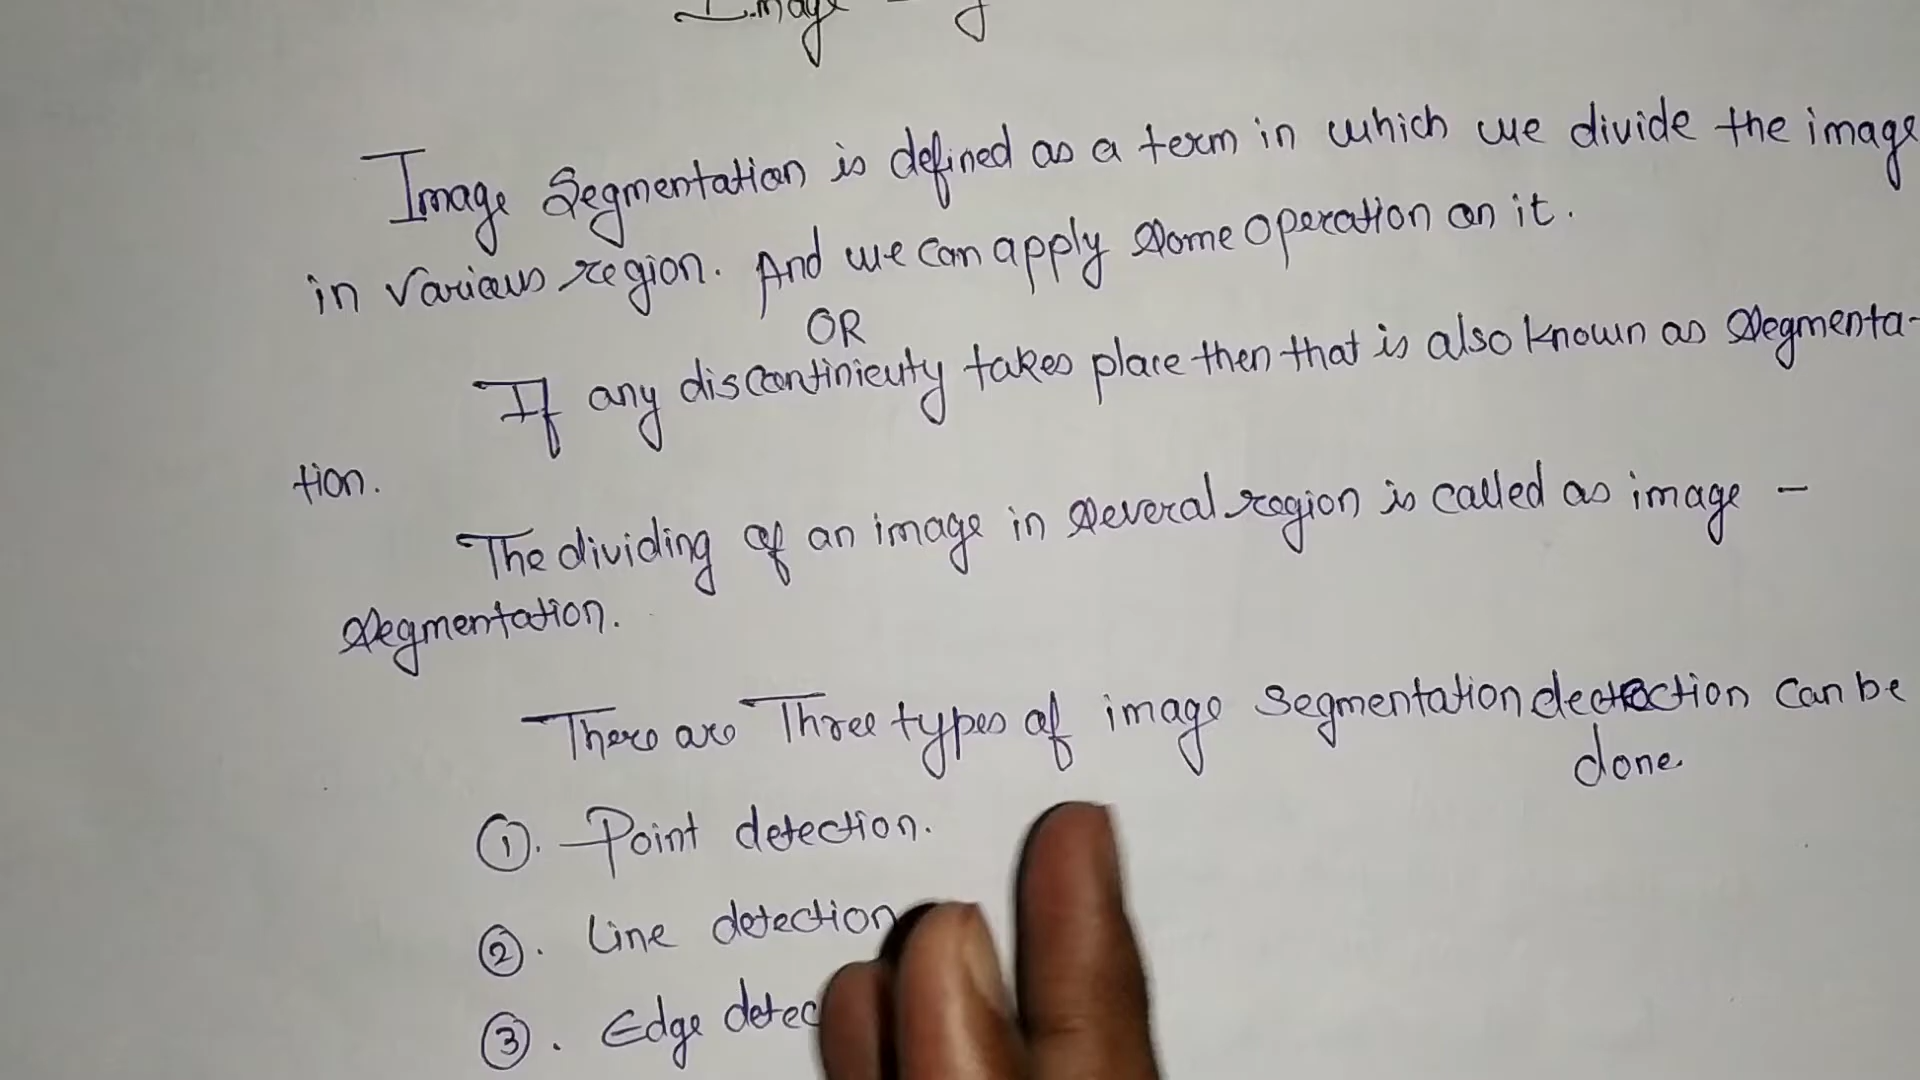 Image
Image Segmentation is defined as a term in which we divide the image
in various region. And we can apply some operation on it.
OR
If any discontinieuty takes place then that is also known as segmenta-
tion.
The dividing of an image in several region is called as image -
segmentation.
There are Three types of image segmentation dectection can be
done.
①. Point detection.
②. Line detection
③. Edge detec